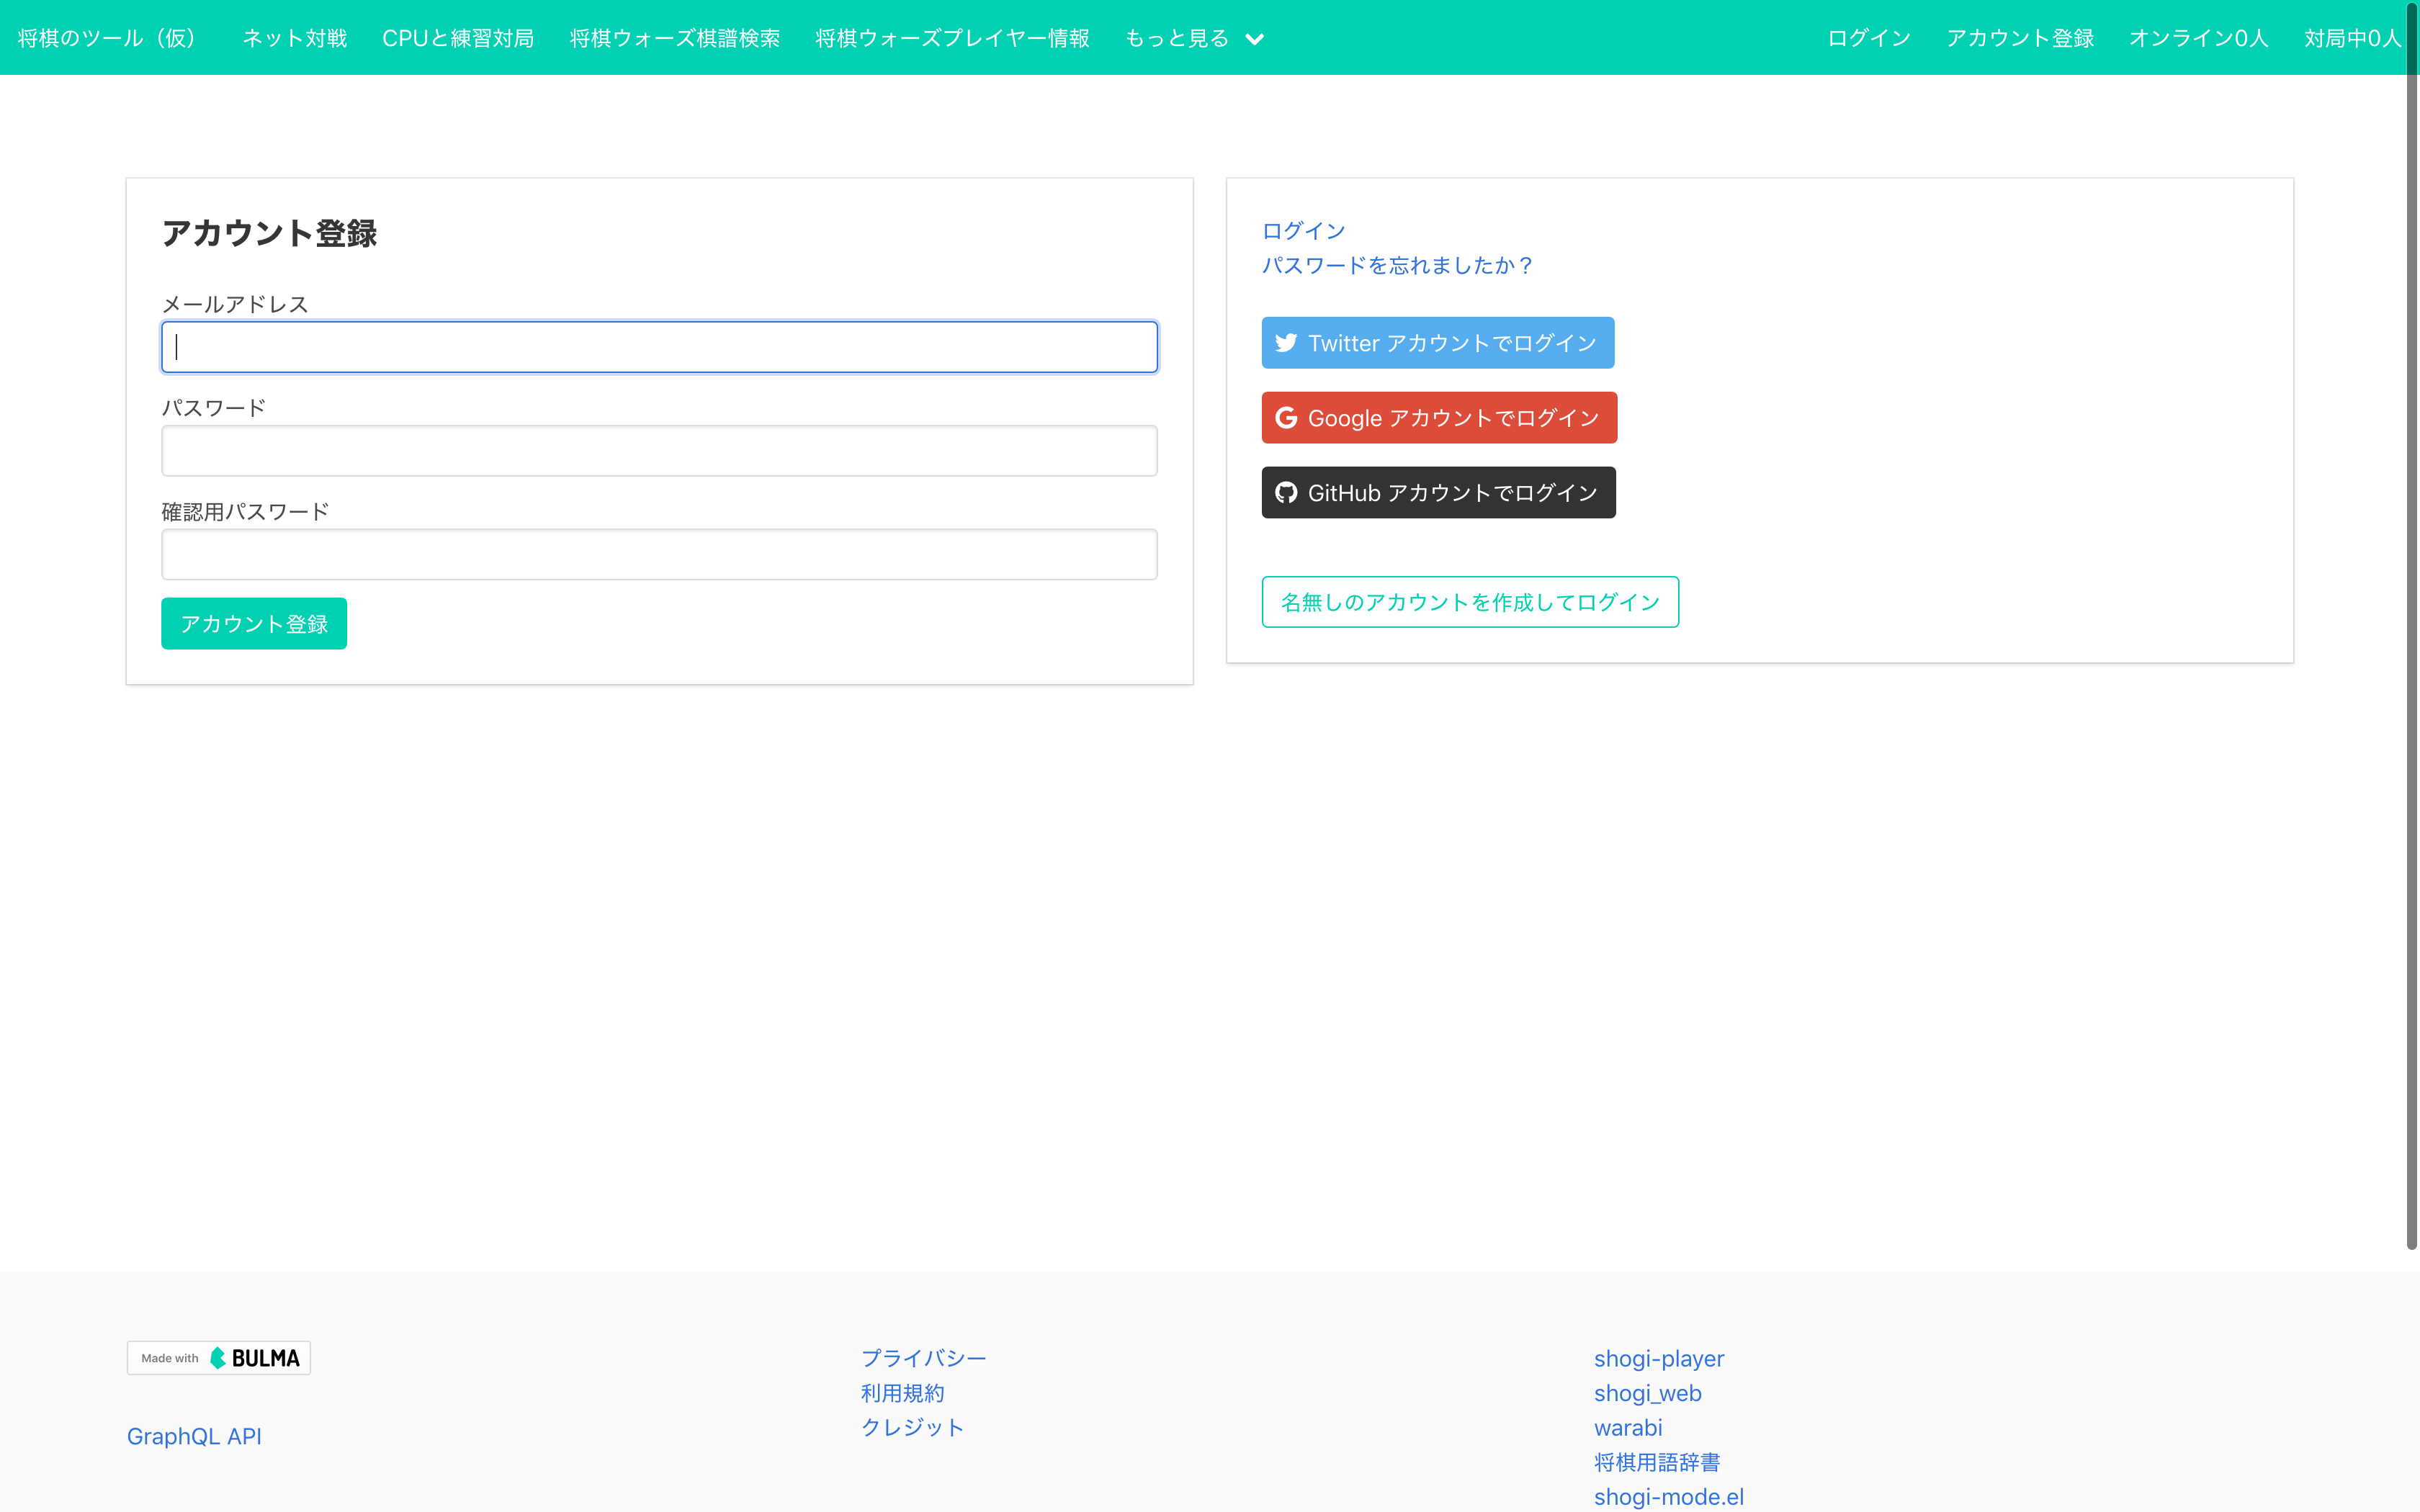 将棋のツール（仮） ネット対戦 CPUと練習対局 将棋ウォーズ棋譜検索 将棋ウォーズプレイヤー情報 もっと見る ログイン アカウント登録 オンライン0人 対局中0人
アカウント登録
メールアドレス
パスワード
確認用パスワード
アカウント登録
ログイン
パスワードを忘れましたか？
Twitter アカウントでログイン
Google アカウントでログイン
GitHub アカウントでログイン
名無しのアカウントを作成してログイン
Made with BULMA
GraphQL API
プライバシー
利用規約
クレジット
shogi-player
shogi_web
warabi
将棋用語辞書
shogi-mode.el